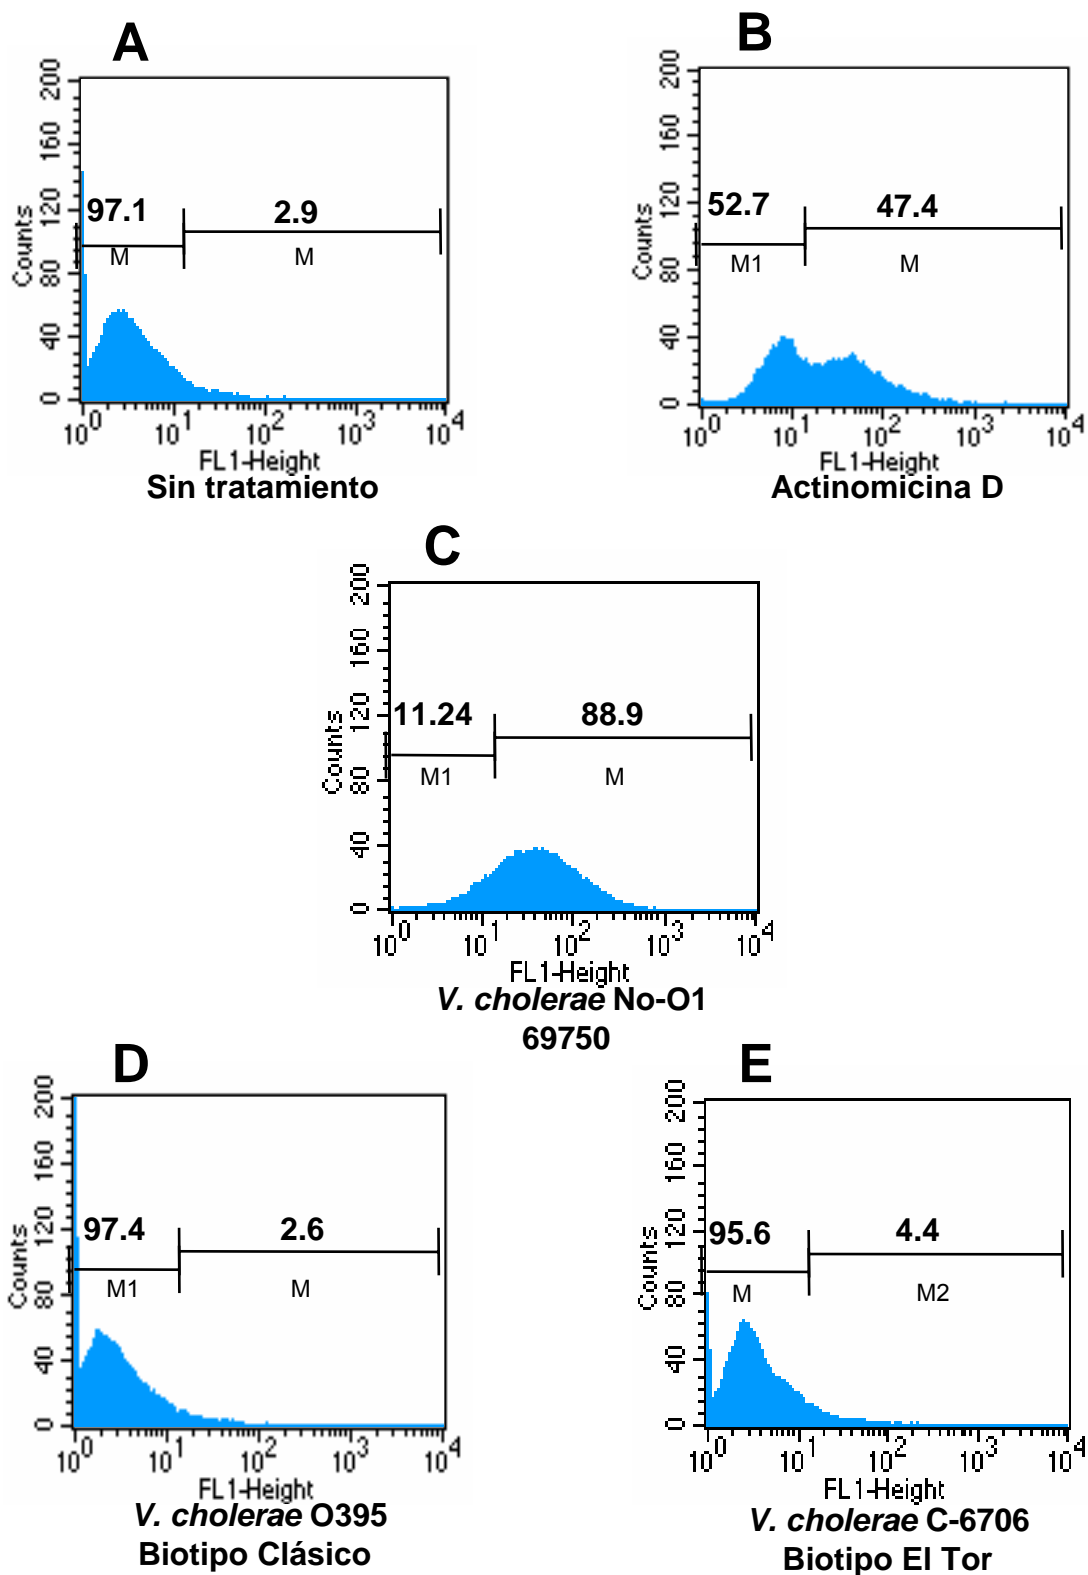 A
200
160
120
80
40
0
Counts
97.1
2.9
M
M
10^0 10^1 10^2 10^3 10^4
FL1-Height
Sin tratamiento
B
200
160
120
80
40
0
Counts
52.7
47.4
M1
M
10^0 10^1 10^2 10^3 10^4
FL1-Height
Actinomicina D
C
200
160
120
80
40
0
Counts
11.24
88.9
M1
M
10^0 10^1 10^2 10^3 10^4
FL1-Height
V. cholerae No-O1
69750
D
200
160
120
80
40
0
Counts
97.4
2.6
M1
M
10^0 10^1 10^2 10^3 10^4
FL1-Height
V. cholerae O395
Biotipo Clásico
E
200
160
120
80
40
0
Counts
95.6
4.4
M
M2
10^0 10^1 10^2 10^3 10^4
FL1-Height
V. cholerae C-6706
Biotipo El Tor